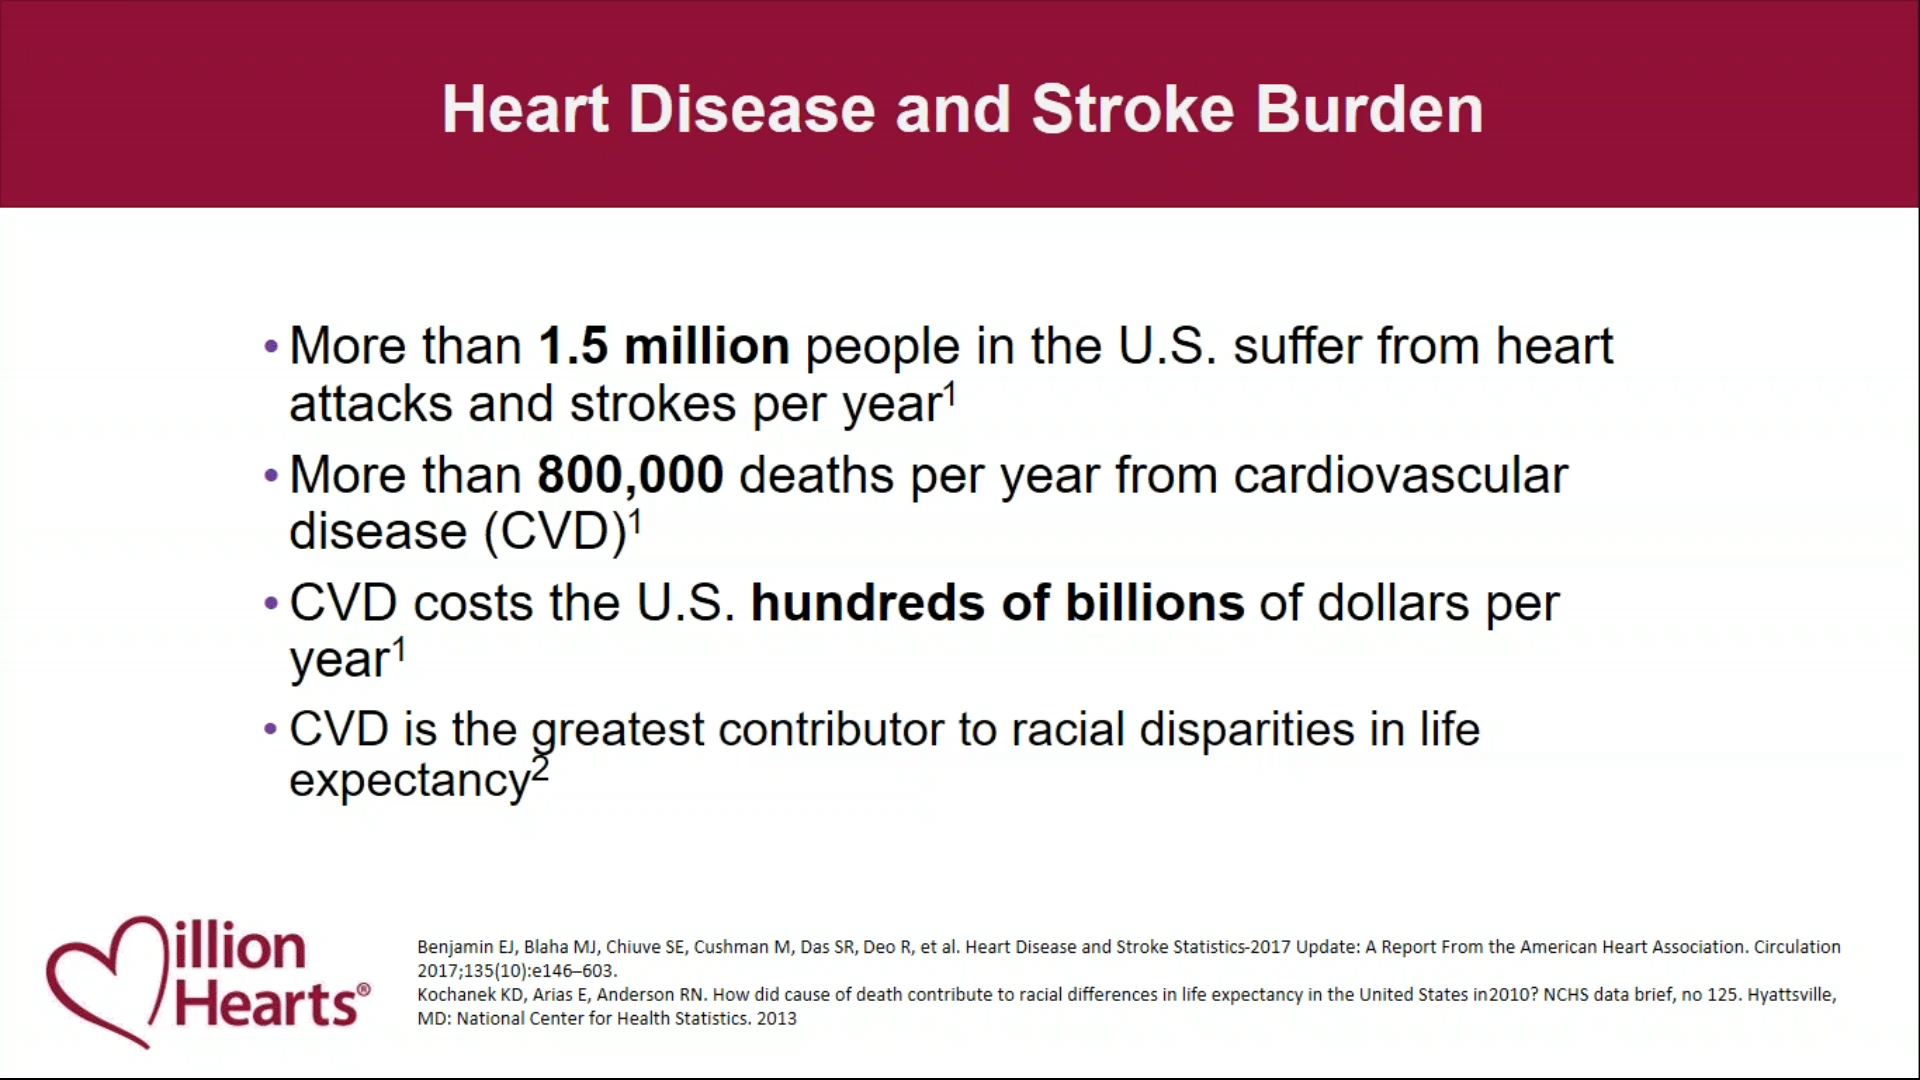 Heart Disease and Stroke Burden
• More than 1.5 million people in the U.S. suffer from heart
attacks and strokes per year1
• More than 800,000 deaths per year from cardiovascular
disease (CVD)1
• CVD costs the U.S. hundreds of billions of dollars per
year1
• CVD is the greatest contributor to racial disparities in life
expectancy2
illion
Hearts®
Benjamin EJ, Blaha MJ, Chiuve SE, Cushman M, Das SR, Deo R, et al. Heart Disease and Stroke Statistics-2017 Update: A Report From the American Heart Association. Circulation
2017;135(10):e146–603.
Kochanek KD, Arias E, Anderson RN. How did cause of death contribute to racial differences in life expectancy in the United States in2010? NCHS data brief, no 125. Hyattsville,
MD: National Center for Health Statistics. 2013